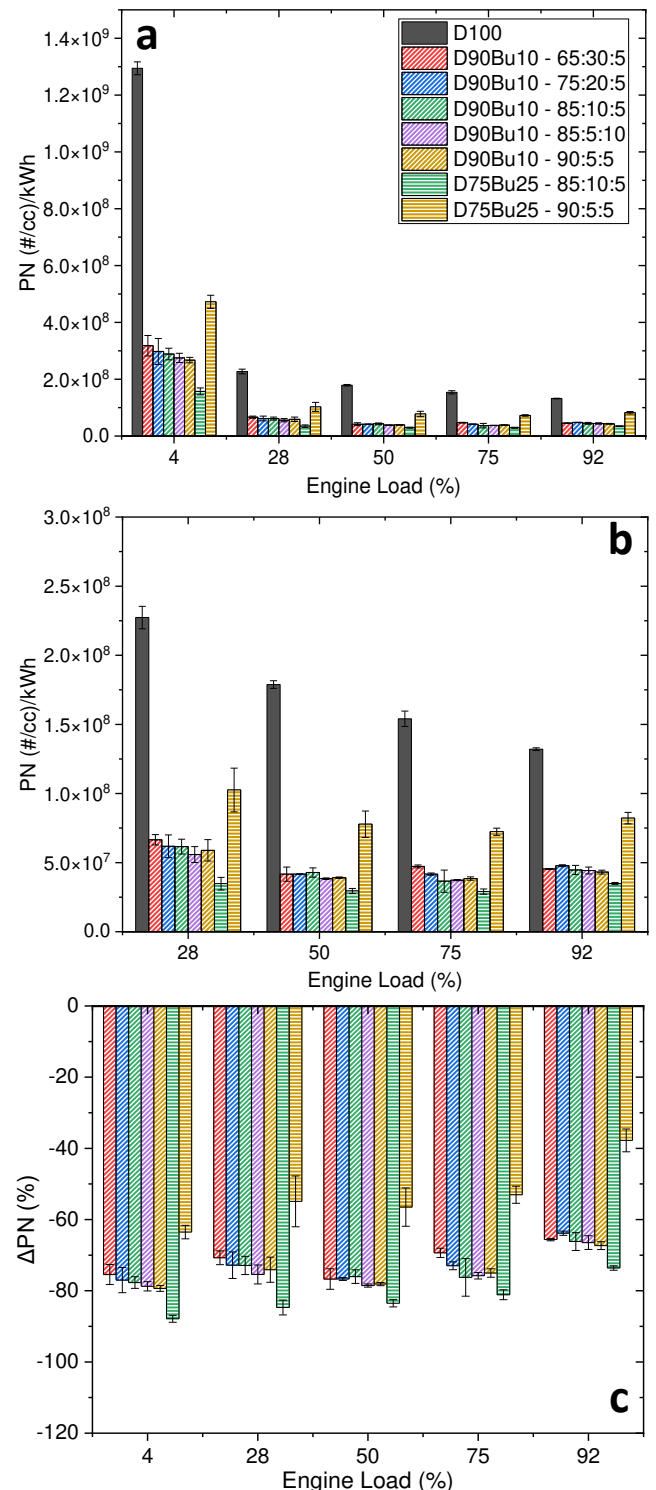 a
D100
D90Bu10 - 65:30:5
D90Bu10 - 75:20:5
D90Bu10 - 85:10:5
D90Bu10 - 85:5:10
D90Bu10 - 90:5:5
D75Bu25 - 85:10:5
D75Bu25 - 90:5:5
1.4×10⁹
1.2×10⁹
1.0×10⁹
8.0×10⁸
6.0×10⁸
4.0×10⁸
2.0×10⁸
0.0
PN (#/cc)/kWh
4 28 50 75 92
Engine Load (%)
b
3.0×10⁸
2.5×10⁸
2.0×10⁸
1.5×10⁸
1.0×10⁸
5.0×10⁷
0.0
PN (#/cc)/kWh
28 50 75 92
Engine Load (%)
0
-20
-40
-60
-80
-100
-120
ΔPN (%)
c
4 28 50 75 92
Engine Load (%)